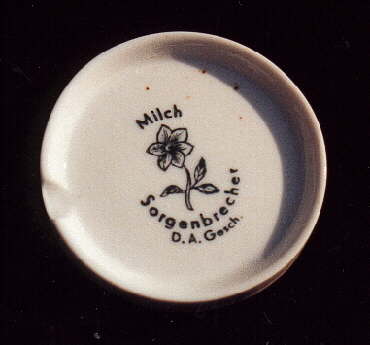 Milch
Sorgenbrecher
D.A. Gesch.